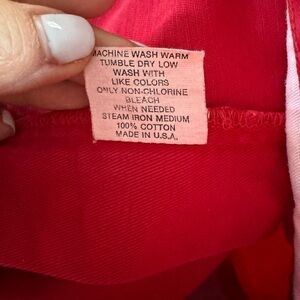 MACHINE WASH WARM
TUMBLE DRY LOW
WASH WITH
LIKE COLORS
ONLY NON-CHLORINE
BLEACH
WHEN NEEDED
STEAM IRON MEDIUM
100% COTTON
MADE IN U.S.A.